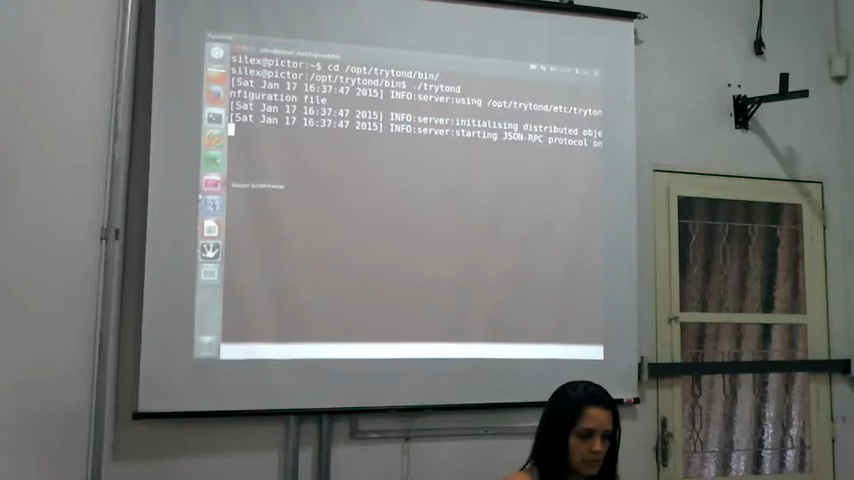 silex@pictor:~$ cd /opt/trytond/bin/
silex@pictor:/opt/trytond/bin$ ./trytond
[Sat Jan 17 16:37:47 2015] INFO:server:using /opt/trytond/etc/tryton
nfiguration file
[Sat Jan 17 16:37:47 2015] INFO:server:initialising distributed obje
[Sat Jan 17 16:37:47 2015] INFO:server:starting JSON-RPC protocol on